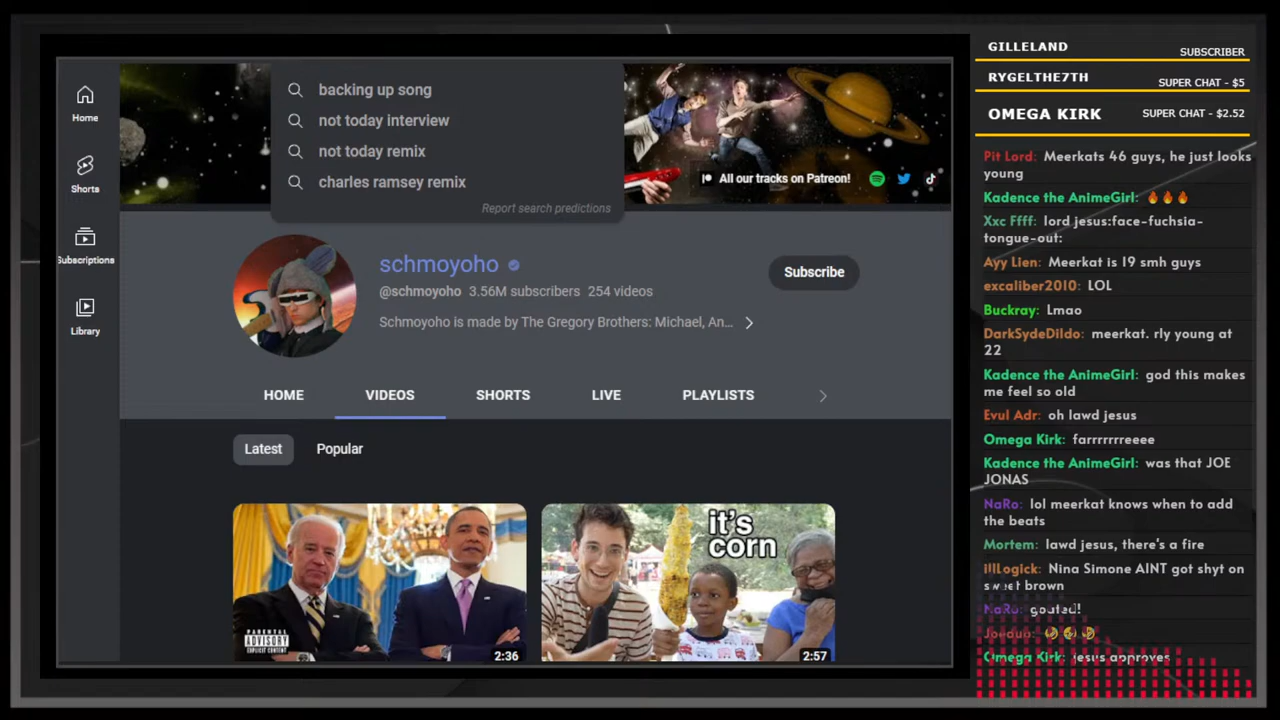 Home
Shorts
Subscriptions
Library
backing up song
not today interview
not today remix
charles ramsey remix
Report search predictions
All our tracks on Patreon!
schmoyoho
@schmoyoho 3.56M subscribers 254 videos
Schmoyoho is made by The Gregory Brothers: Michael, An...
Subscribe
HOME VIDEOS SHORTS LIVE PLAYLISTS
Latest Popular
PARENTAL
ADVISORY
EXPLICIT CONTENT
2:36
it's
corn
2:57
GILLELAND SUBSCRIBER
RYGELTHE7TH SUPER CHAT - $5
OMEGA KIRK SUPER CHAT - $2.52
Pit Lord: Meerkats 46 guys, he just looks
young
Kadence the AnimeGirl: 🔥🔥🔥
Xxc Ffff: lord jesus:face-fuchsia-
tongue-out:
Ayy Lien: Meerkat is 19 smh guys
excaliber2010: LOL
Buckray: Lmao
DarkSydeDildo: meerkat. rly young at
22
Kadence the AnimeGirl: god this makes
me feel so old
Evul Adr: oh lawd jesus
Omega Kirk: farrrrrreeee
Kadence the AnimeGirl: was that JOE
JONAS
NaRo: lol meerkat knows when to add
the beats
Mortem: lawd jesus, there's a fire
illLogick: Nina Simone AINT got shyt on
sweet brown
NaRo: goated!
Joeduo:
Omega Kirk: jesus approves